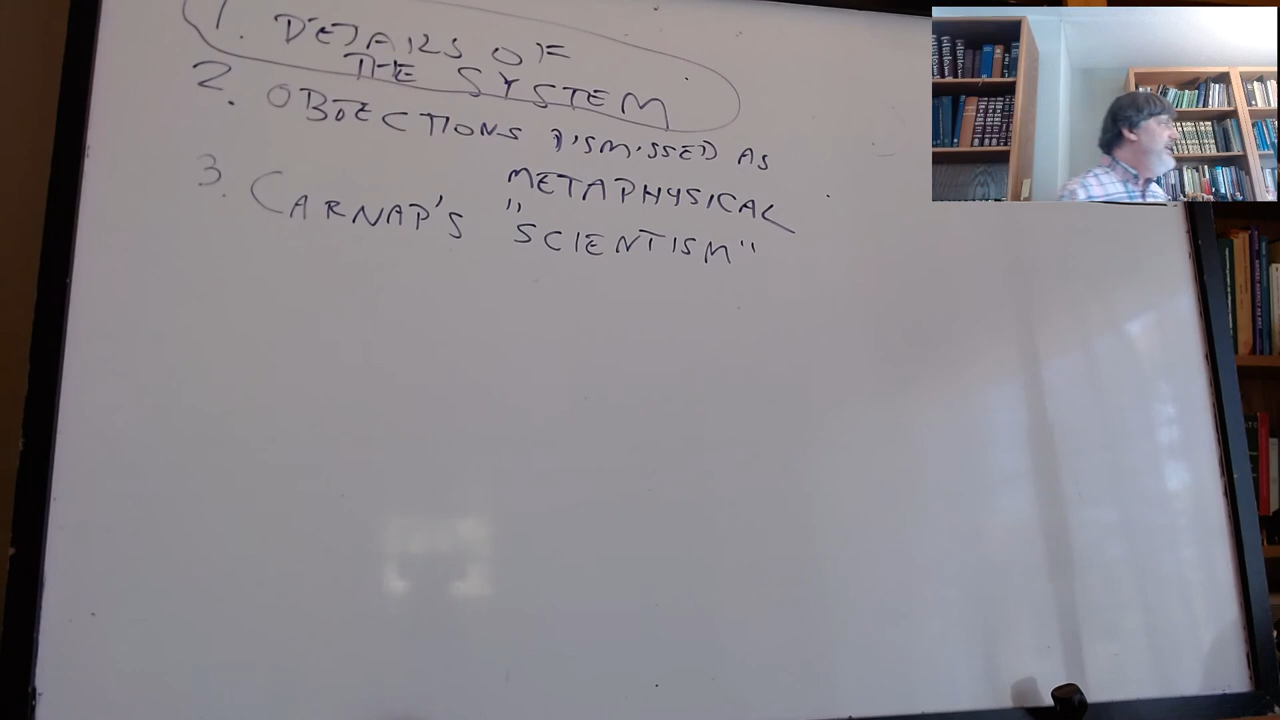 1. DETAILS OF
THE SYSTEM
2. OBJECTIONS DISMISSED AS
METAPHYSICAL
3. CARNAP'S "SCIENTISM"